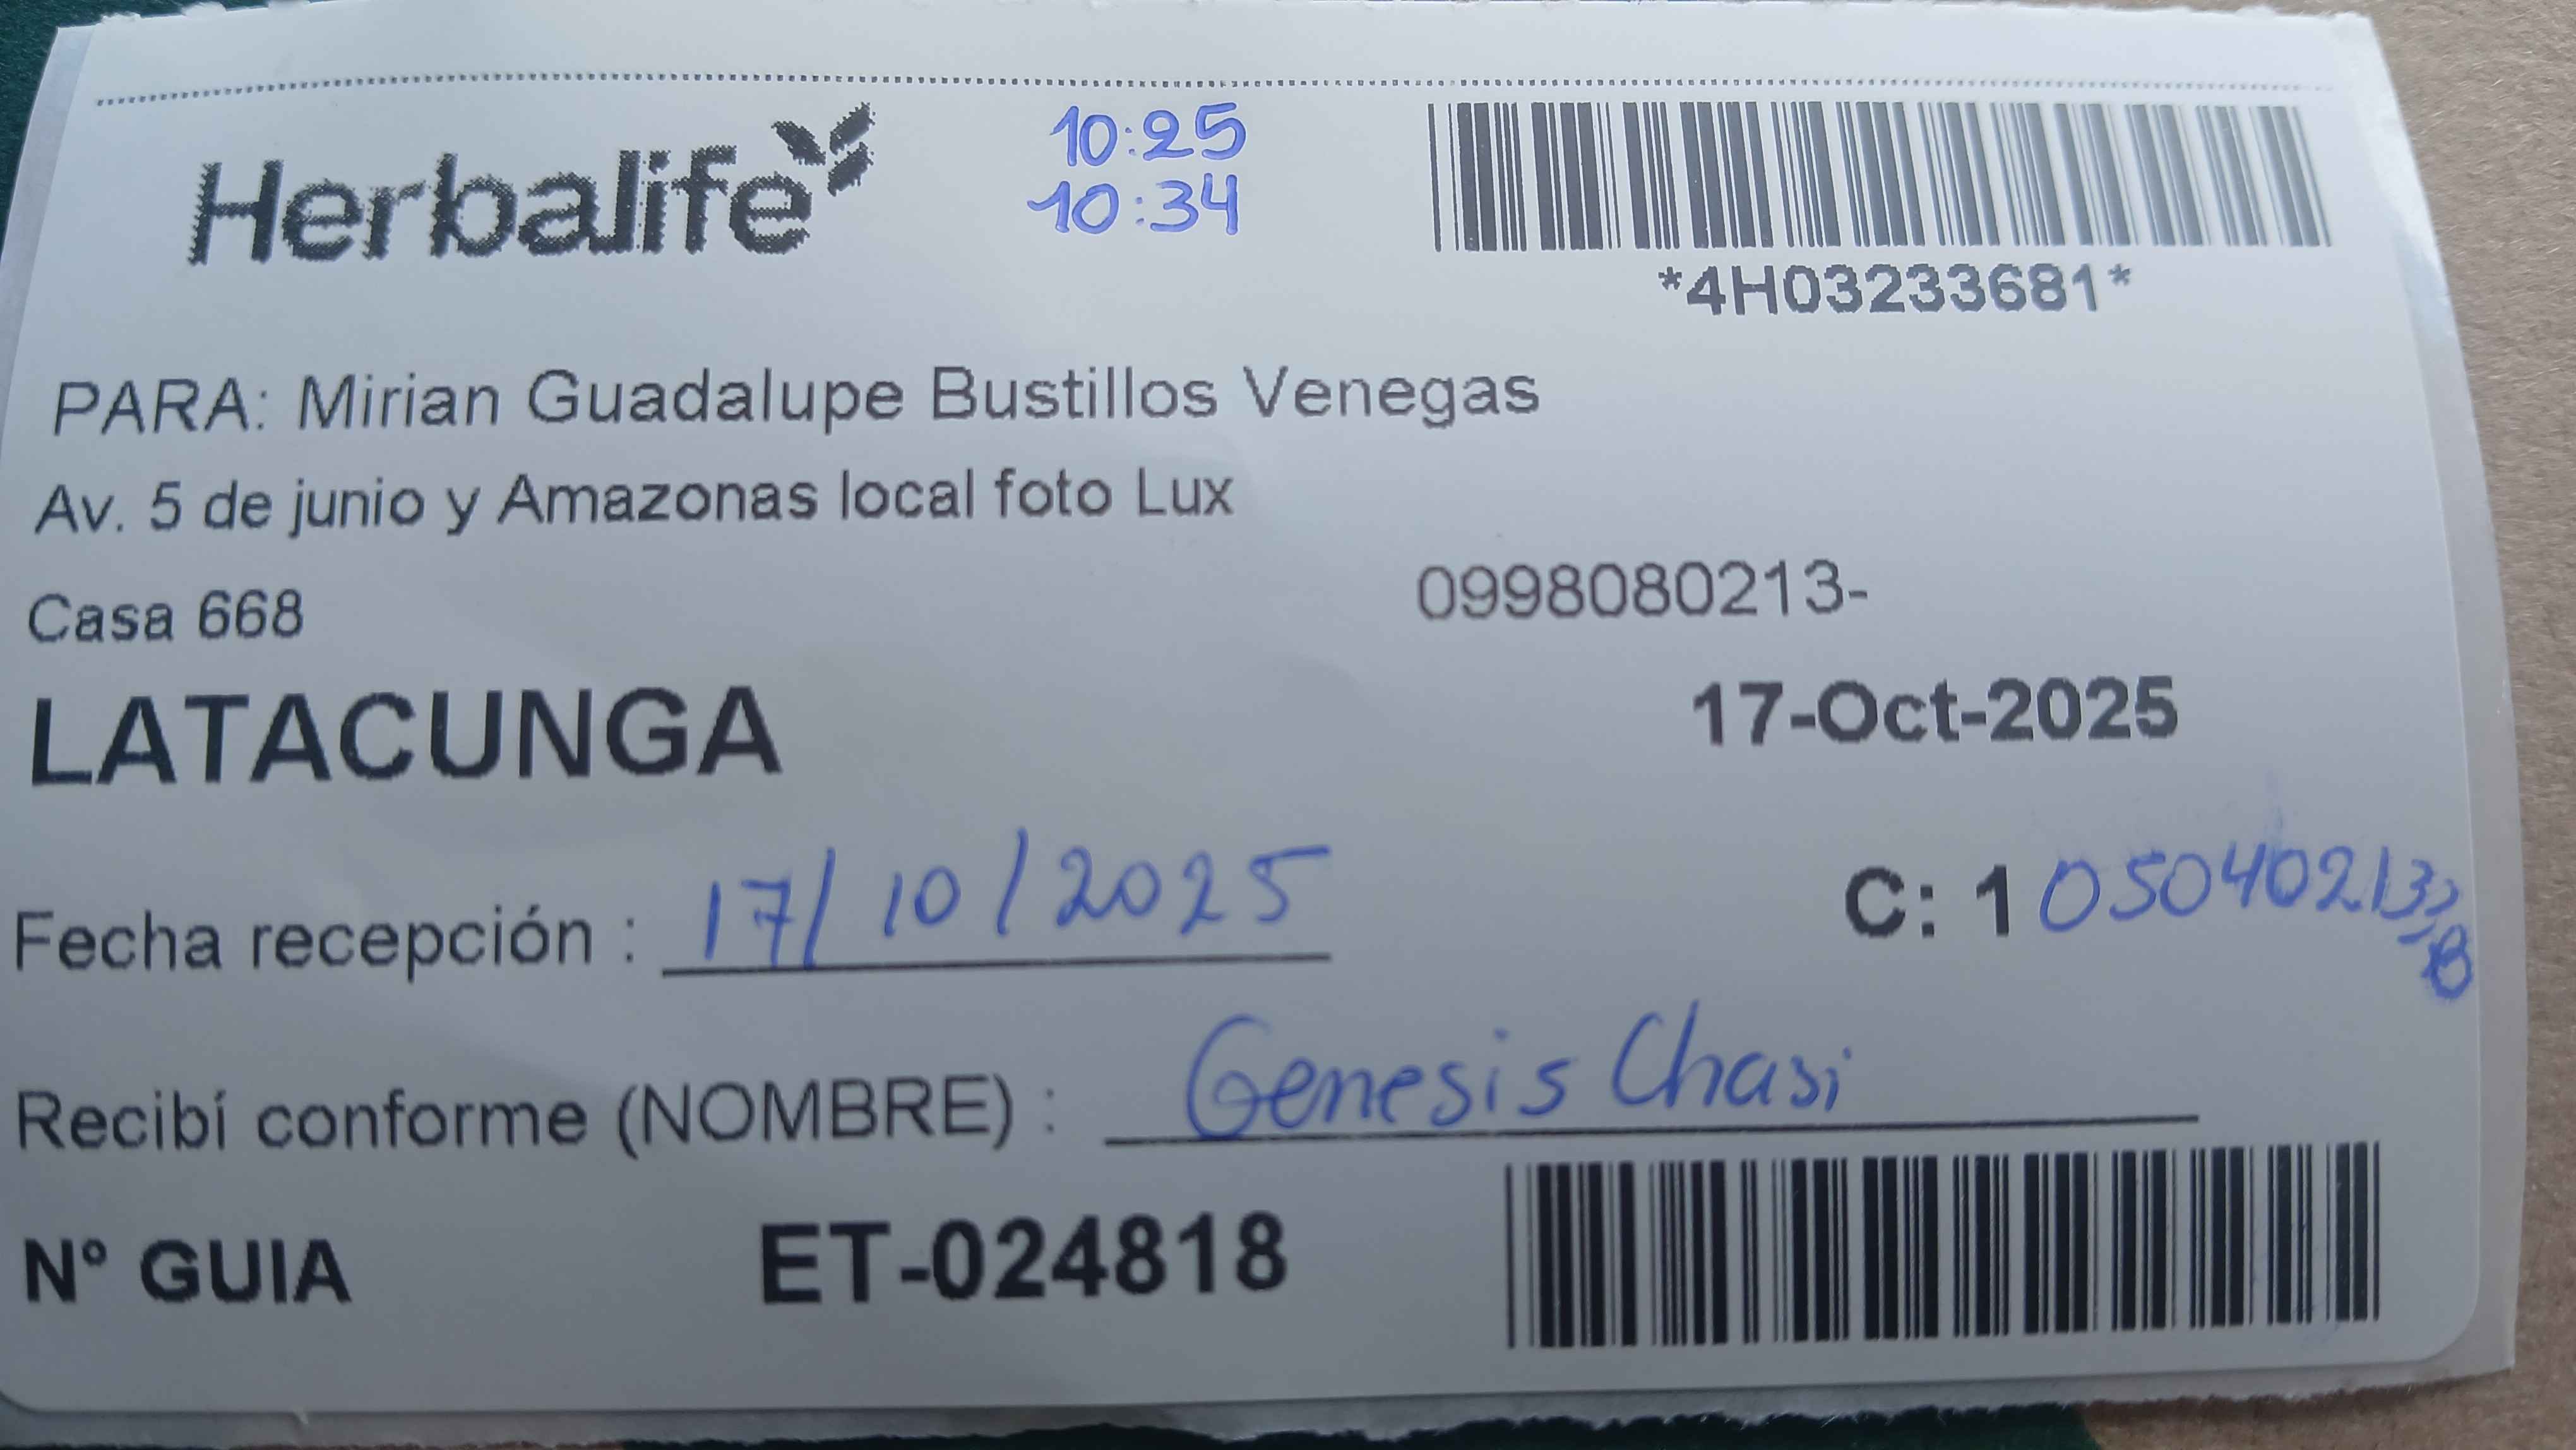 Herbalife
10:25
10:34
*4H03233681*
PARA: Mirian Guadalupe Bustillos Venegas
Av. 5 de junio y Amazonas local foto Lux
Casa 668
0998080213-
LATACUNGA
17-Oct-2025
Fecha recepción : 17/10/2025
C: 1
Recibí conforme (NOMBRE) : Genesis Chasi
N° GUIA ET-024818